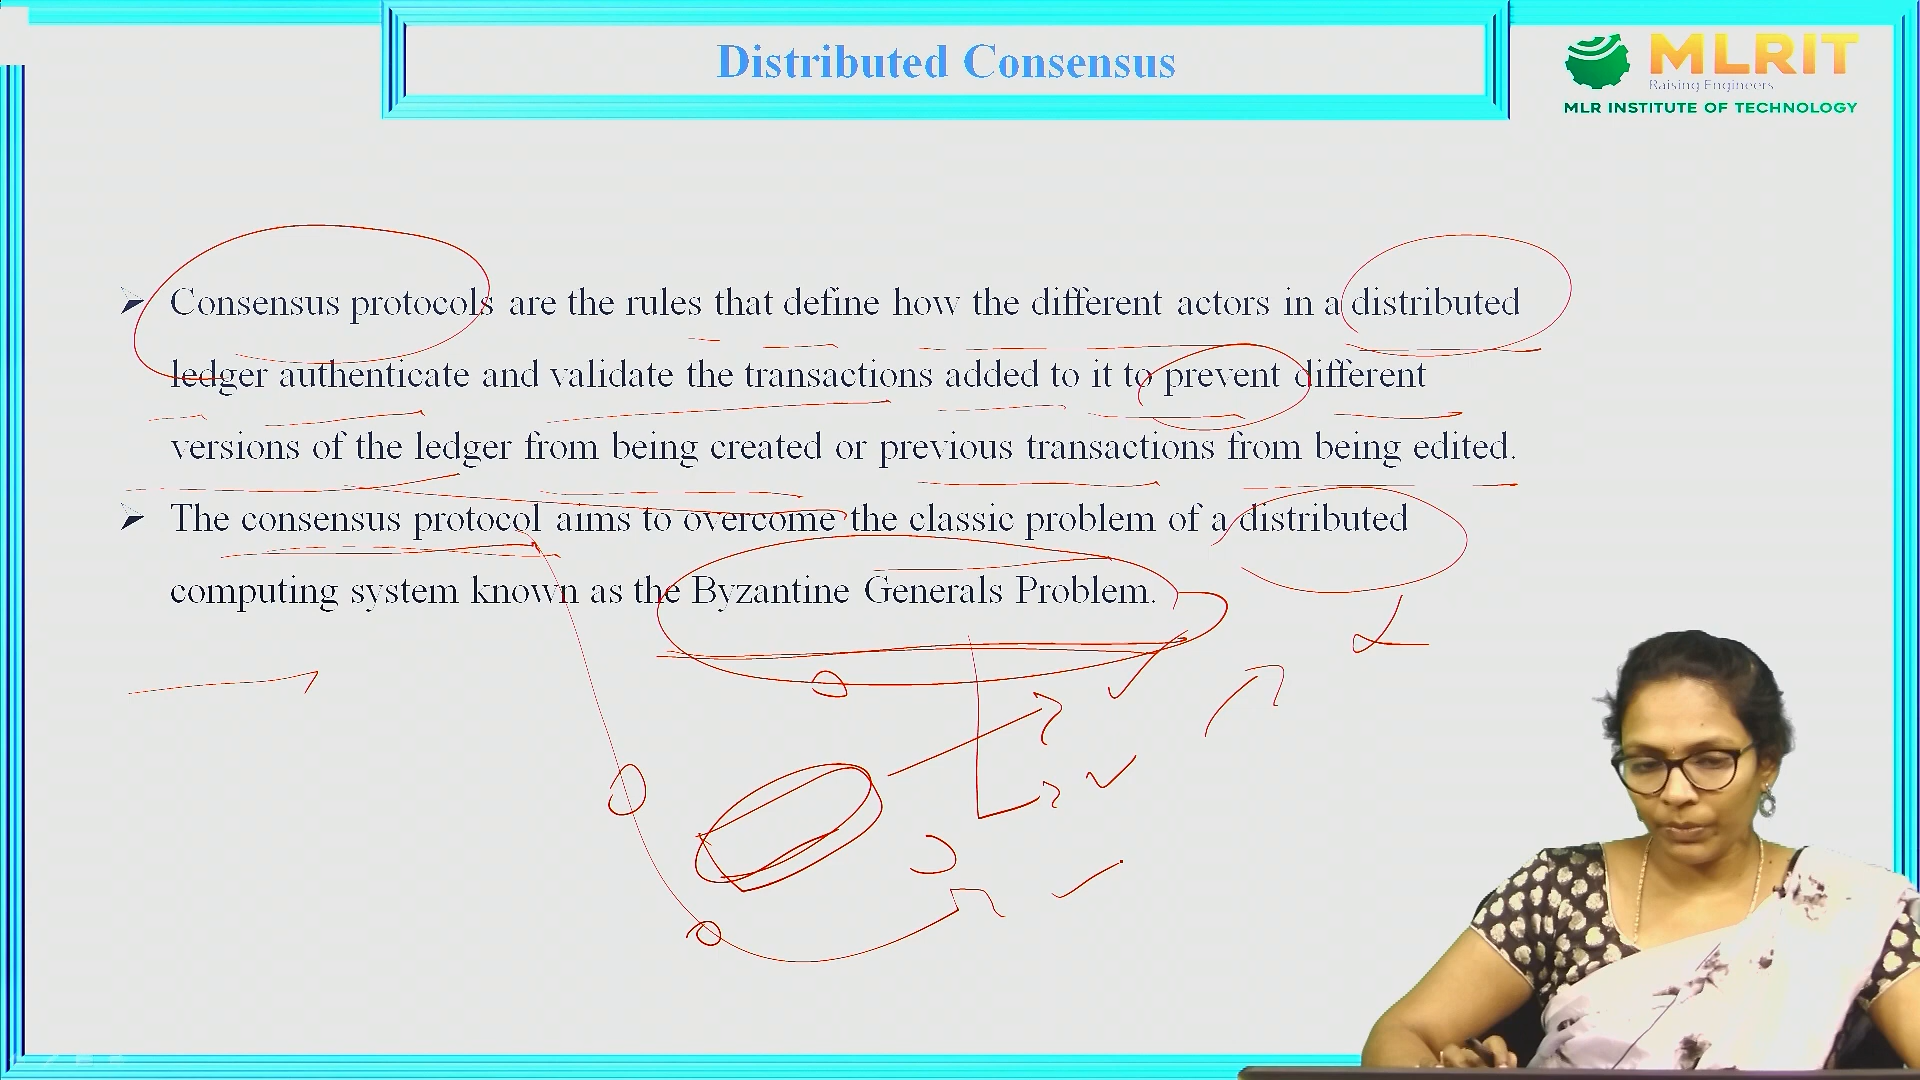 Distributed Consensus
MLRIT
Raising Engineers
MLR INSTITUTE OF TECHNOLOGY
Consensus protocols are the rules that define how the different actors in a distributed
ledger authenticate and validate the transactions added to it to prevent different
versions of the ledger from being created or previous transactions from being edited.
The consensus protocol aims to overcome the classic problem of a distributed
computing system known as the Byzantine Generals Problem.